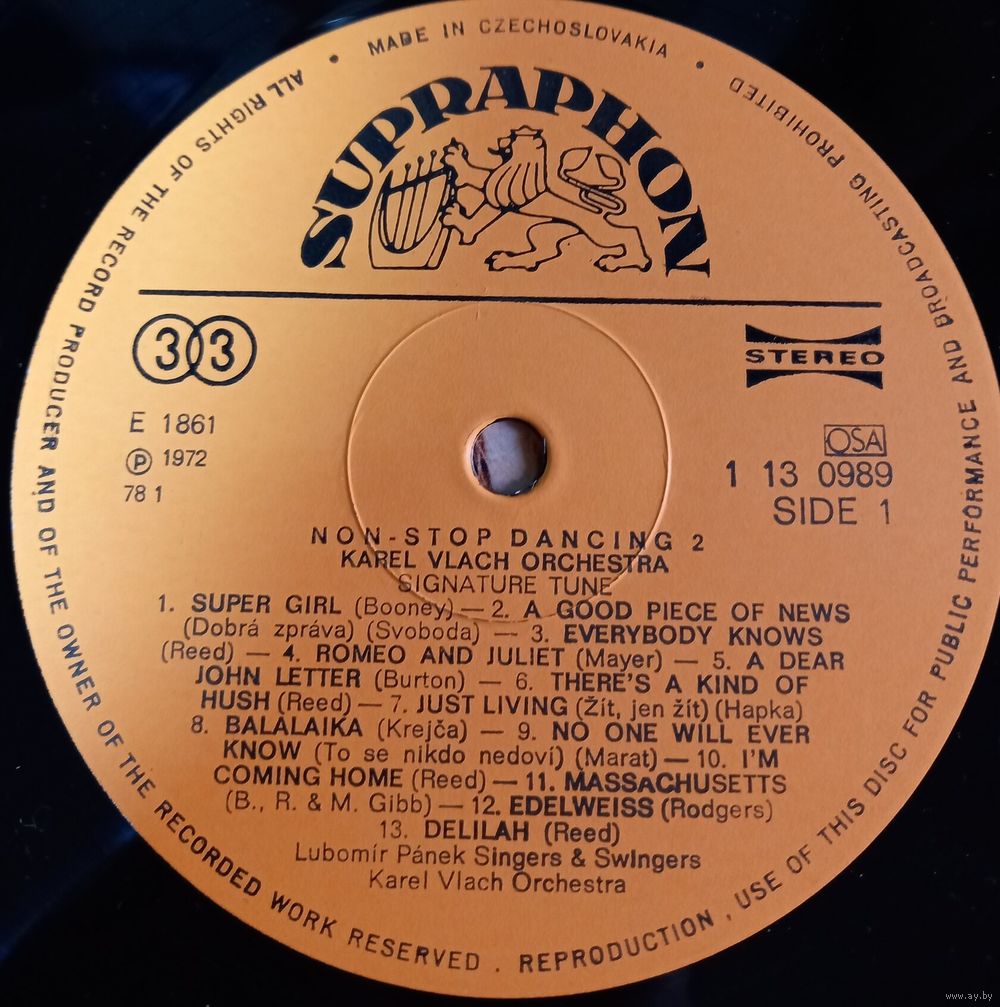 ALL RIGHTS OF THE RECORD PRODUCER AND OF THE OWNER OF THE RECORDED WORK RESERVED . REPRODUCTION , USE OF THIS DISC FOR PUBLIC PERFORMANCE AND BROADCASTING PROHIBITED • MADE IN CZECHOSLOVAKIA •
SUPRAPHON
33
STEREO
E 1861
Ⓟ 1972
78 1
OSA
1 13 0989
SIDE 1
NON-STOP DANCING 2
KAREL VLACH ORCHESTRA
SIGNATURE TUNE
1. SUPER GIRL (Booney) — 2. A GOOD PIECE OF NEWS
(Dobrá zpráva) (Svoboda) — 3. EVERYBODY KNOWS
(Reed) — 4. ROMEO AND JULIET (Mayer) — 5. A DEAR
JOHN LETTER (Burton) — 6. THERE'S A KIND OF
HUSH (Reed) — 7. JUST LIVING (Žít, jen žít) (Hapka)
8. BALALAIKA (Krejča) — 9. NO ONE WILL EVER
KNOW (To se nikdo nedoví) (Marat) — 10. I'M
COMING HOME (Reed) — 11. MASSACHUSETTS
(B., R. & M. Gibb) — 12. EDELWEISS (Rodgers)
13. DELILAH (Reed)
Lubomír Pánek Singers & Swingers
Karel Vlach Orchestra
www.ay.by